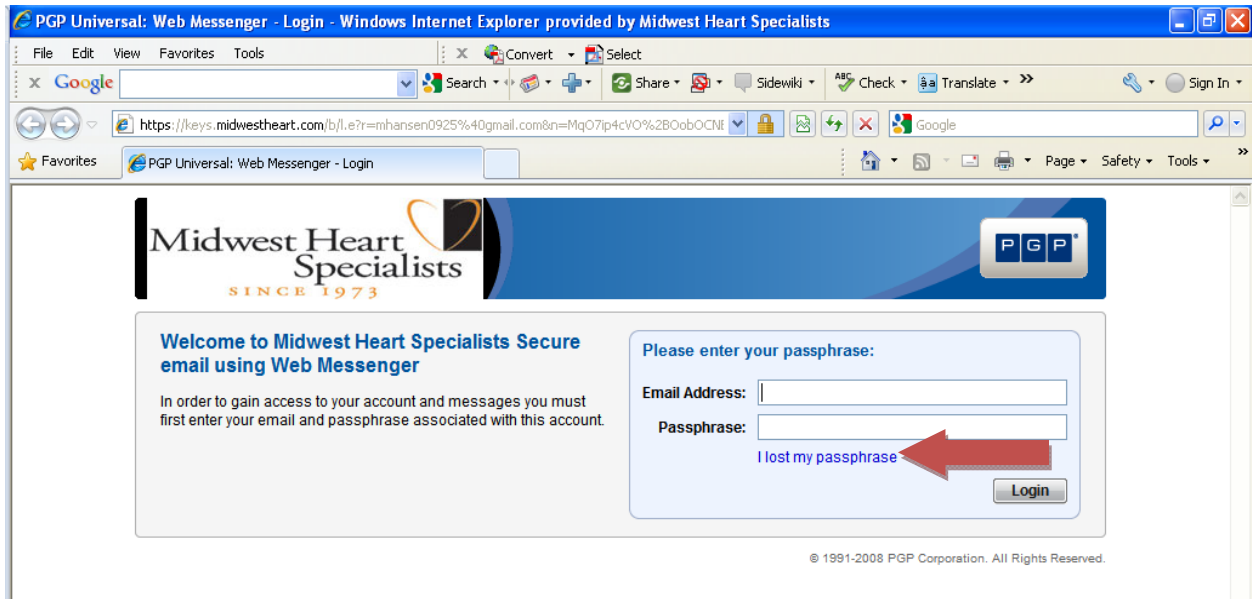 PGP Universal: Web Messenger - Login - Windows Internet Explorer provided by Midwest Heart Specialists
File Edit View Favorites Tools x Convert Select
x Google Search Share Sidewiki ABC Check åa Translate » Sign In
https://keys.midwestheart.com/b/l.e?r=mhansen0925%40gmail.com&n=MqO7ip4cVO%2BOobOCNE Google
Favorites PGP Universal: Web Messenger - Login Page Safety Tools »
Midwest Heart
Specialists
SINCE 1973
PGP
Welcome to Midwest Heart Specialists Secure
email using Web Messenger
In order to gain access to your account and messages you must
first enter your email and passphrase associated with this account.
Please enter your passphrase:
Email Address:
Passphrase:
I lost my passphrase
Login
© 1991-2008 PGP Corporation. All Rights Reserved.